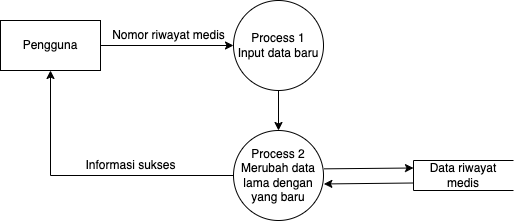 Pengguna
Nomor riwayat medis
Process 1
Input data baru
Process 2
Merubah data
lama dengan
yang baru
Informasi sukses
Data riwayat
medis